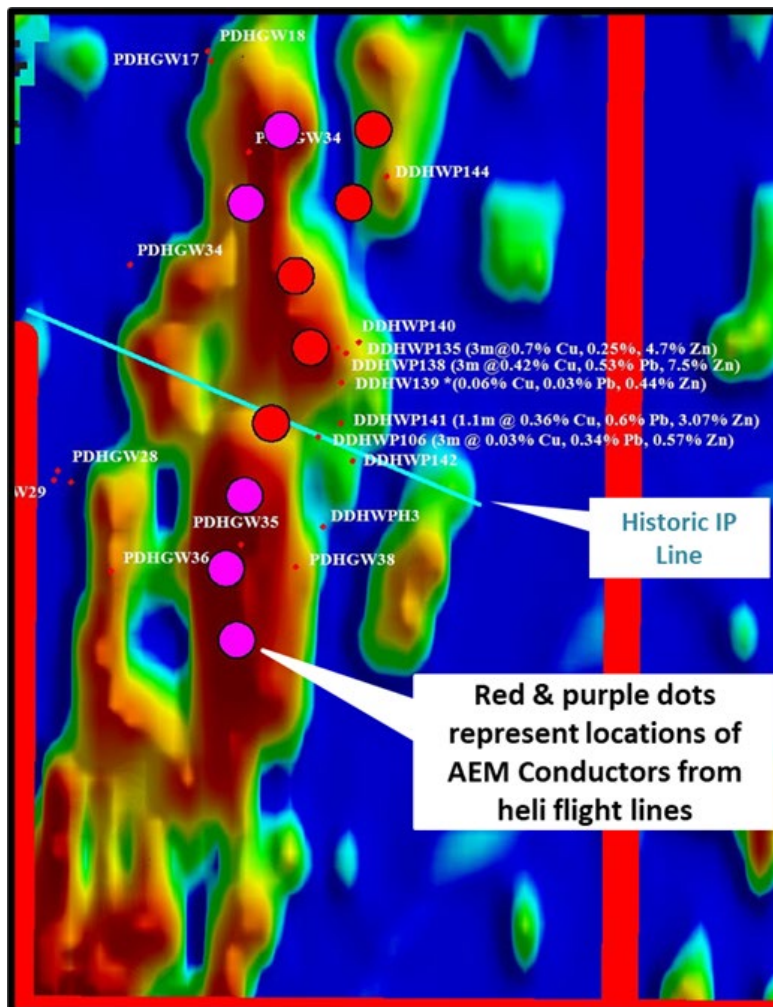 PDHGW18
PDHGW17
PDHGW34
DDHWP144
PDHGW34
DDHWP140
DDHWP135 (3m@0.7% Cu, 0.25%, 4.7% Zn)
DDHWP138 (3m @0.42% Cu, 0.53% Pb, 7.5% Zn)
DDHW139 *(0.06% Cu, 0.03% Pb, 0.44% Zn)
DDHWP141 (1.1m @ 0.36% Cu, 0.6% Pb, 3.07% Zn)
DDHWP106 (3m @ 0.03% Cu, 0.34% Pb, 0.57% Zn)
DDHWP142
PDHGW28
W29
DDHWPH3
PDHGW35
PDHGW36
PDHGW38
Historic IP
Line
Red & purple dots
represent locations of
AEM Conductors from
heli flight lines